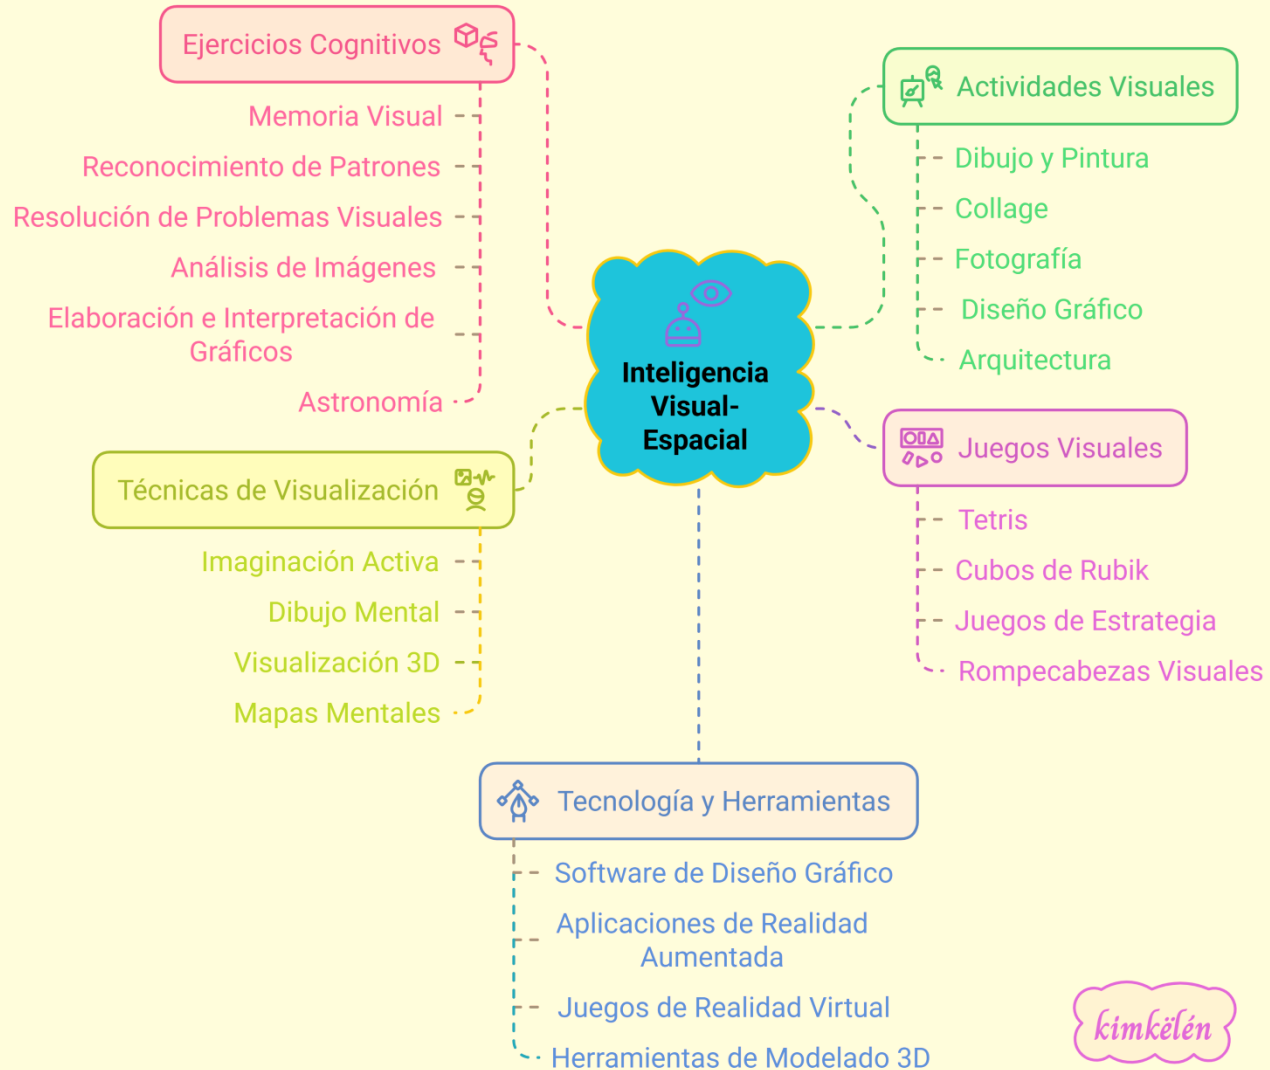 Ejercicios Cognitivos
Memoria Visual
Reconocimiento de Patrones
Resolución de Problemas Visuales
Análisis de Imágenes
Elaboración e Interpretación de
Gráficos
Astronomía
Técnicas de Visualización
Imaginación Activa
Dibujo Mental
Visualización 3D
Mapas Mentales
Inteligencia
Visual-
Espacial
Actividades Visuales
Dibujo y Pintura
Collage
Fotografía
Diseño Gráfico
Arquitectura
Juegos Visuales
Tetris
Cubos de Rubik
Juegos de Estrategia
Rompecabezas Visuales
Tecnología y Herramientas
Software de Diseño Gráfico
Aplicaciones de Realidad
Aumentada
Juegos de Realidad Virtual
Herramientas de Modelado 3D
kimkëlén